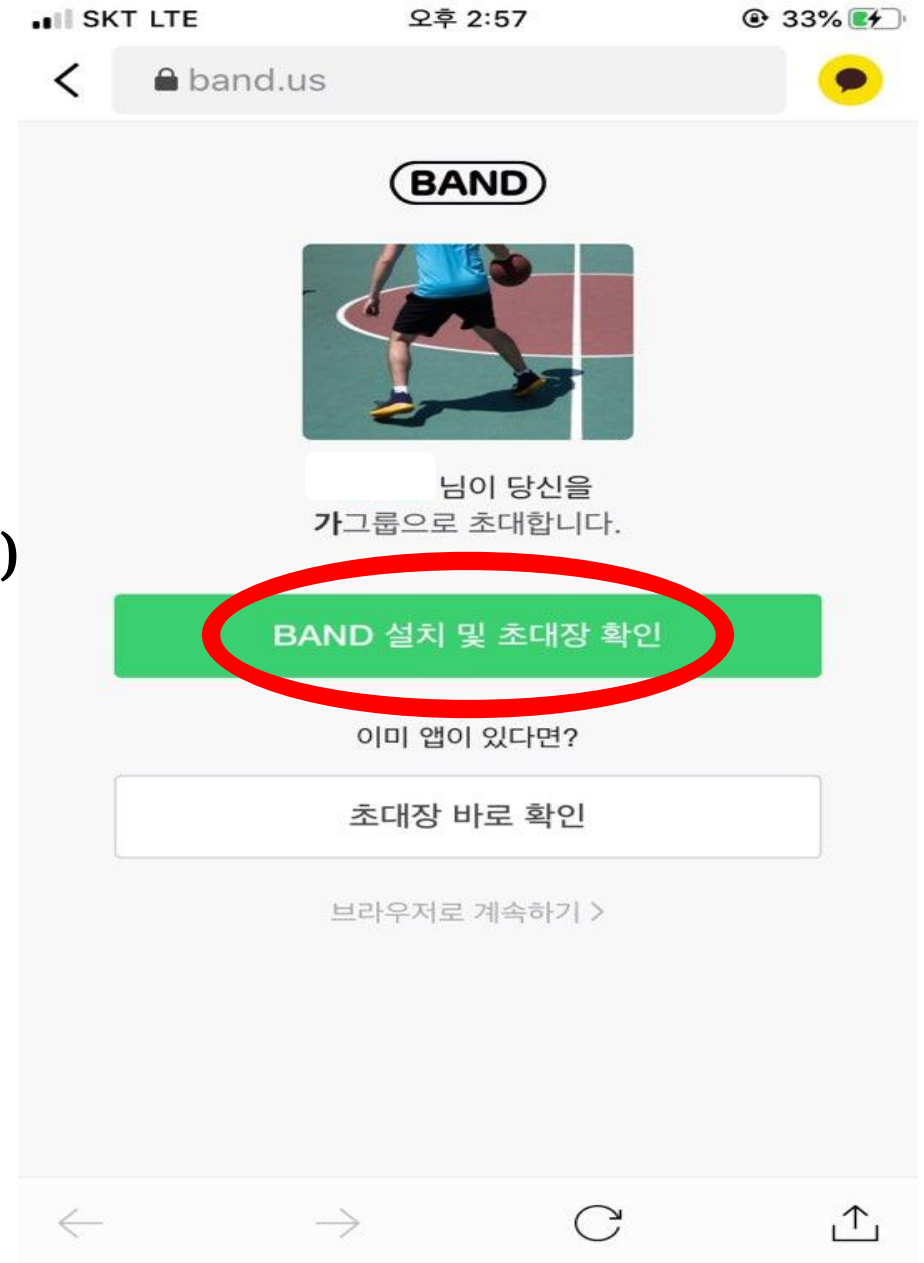 SKT LTE 오후 2:57 33%
band.us
BAND
님이 당신을
가그룹으로 초대합니다.
)
BAND 설치 및 초대장 확인
이미 앱이 있다면?
초대장 바로 확인
브라우저로 계속하기 >